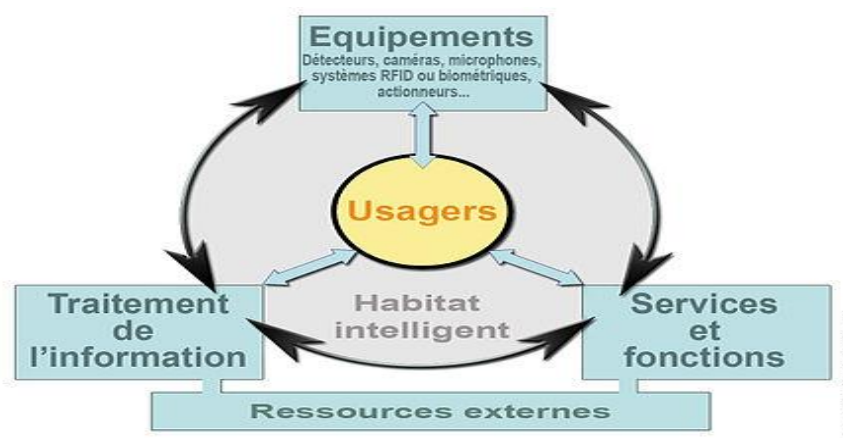 Equipements
Détecteurs, caméras, microphones,
systèmes RFID ou biométriques,
actionneurs...
Usagers
Traitement
de
l'information
Habitat
intelligent
Services
et
fonctions
Ressources externes